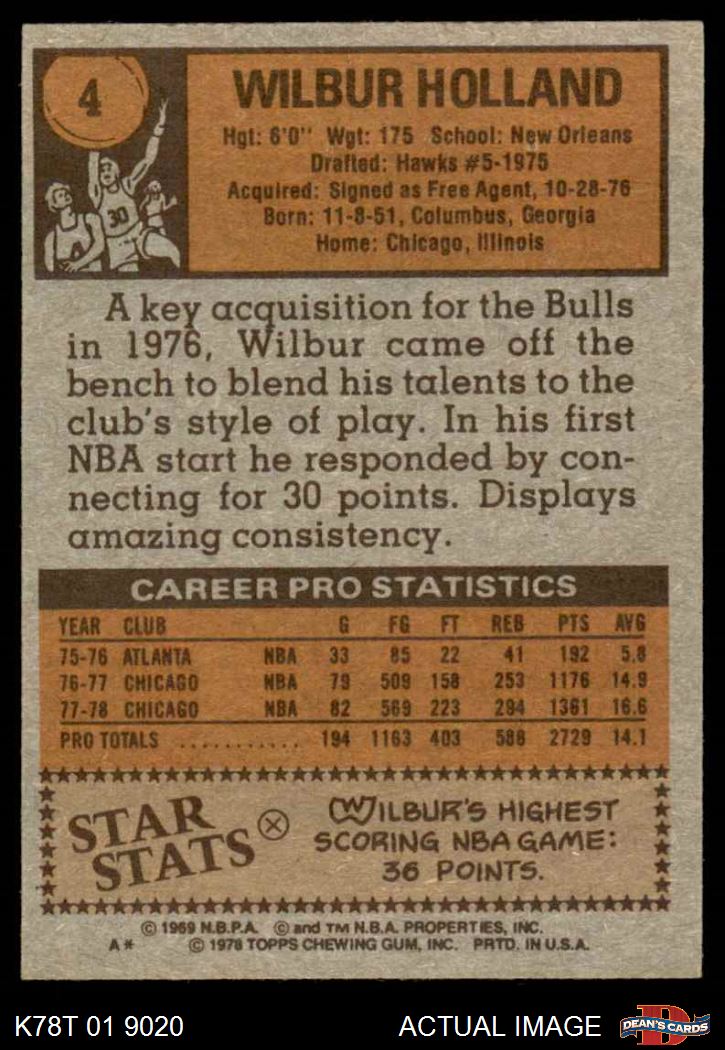 4
WILBUR HOLLAND
Hgt: 6'0" Wgt: 175 School: New Orleans
Drafted: Hawks #5-1975
Acquired: Signed as Free Agent, 10-28-76
Born: 11-8-51, Columbus, Georgia
Home: Chicago, Illinois
30
A key acquisition for the Bulls
in 1976, Wilbur came off the
bench to blend his talents to the
club's style of play. In his first
NBA start he responded by con-
necting for 30 points. Displays
amazing consistency.
CAREER PRO STATISTICS
YEAR CLUB G FG FT REB PTS AVG
75-76 ATLANTA NBA 33 85 22 41 192 5.8
76-77 CHICAGO NBA 79 509 158 253 1176 14.9
77-78 CHICAGO NBA 82 569 223 294 1361 16.6
PRO TOTALS ........... 194 1163 403 588 2729 14.1
STAR
STATS
WILBUR'S HIGHEST
SCORING NBA GAME:
36 POINTS.
© 1969 N.B.P.A. © and TM N.B.A. PROPERTIES, INC.
A* © 1978 TOPPS CHEWING GUM, INC. PRTD. IN U.S.A.
K78T 01 9020 ACTUAL IMAGE
D
DEAN'S CARDS